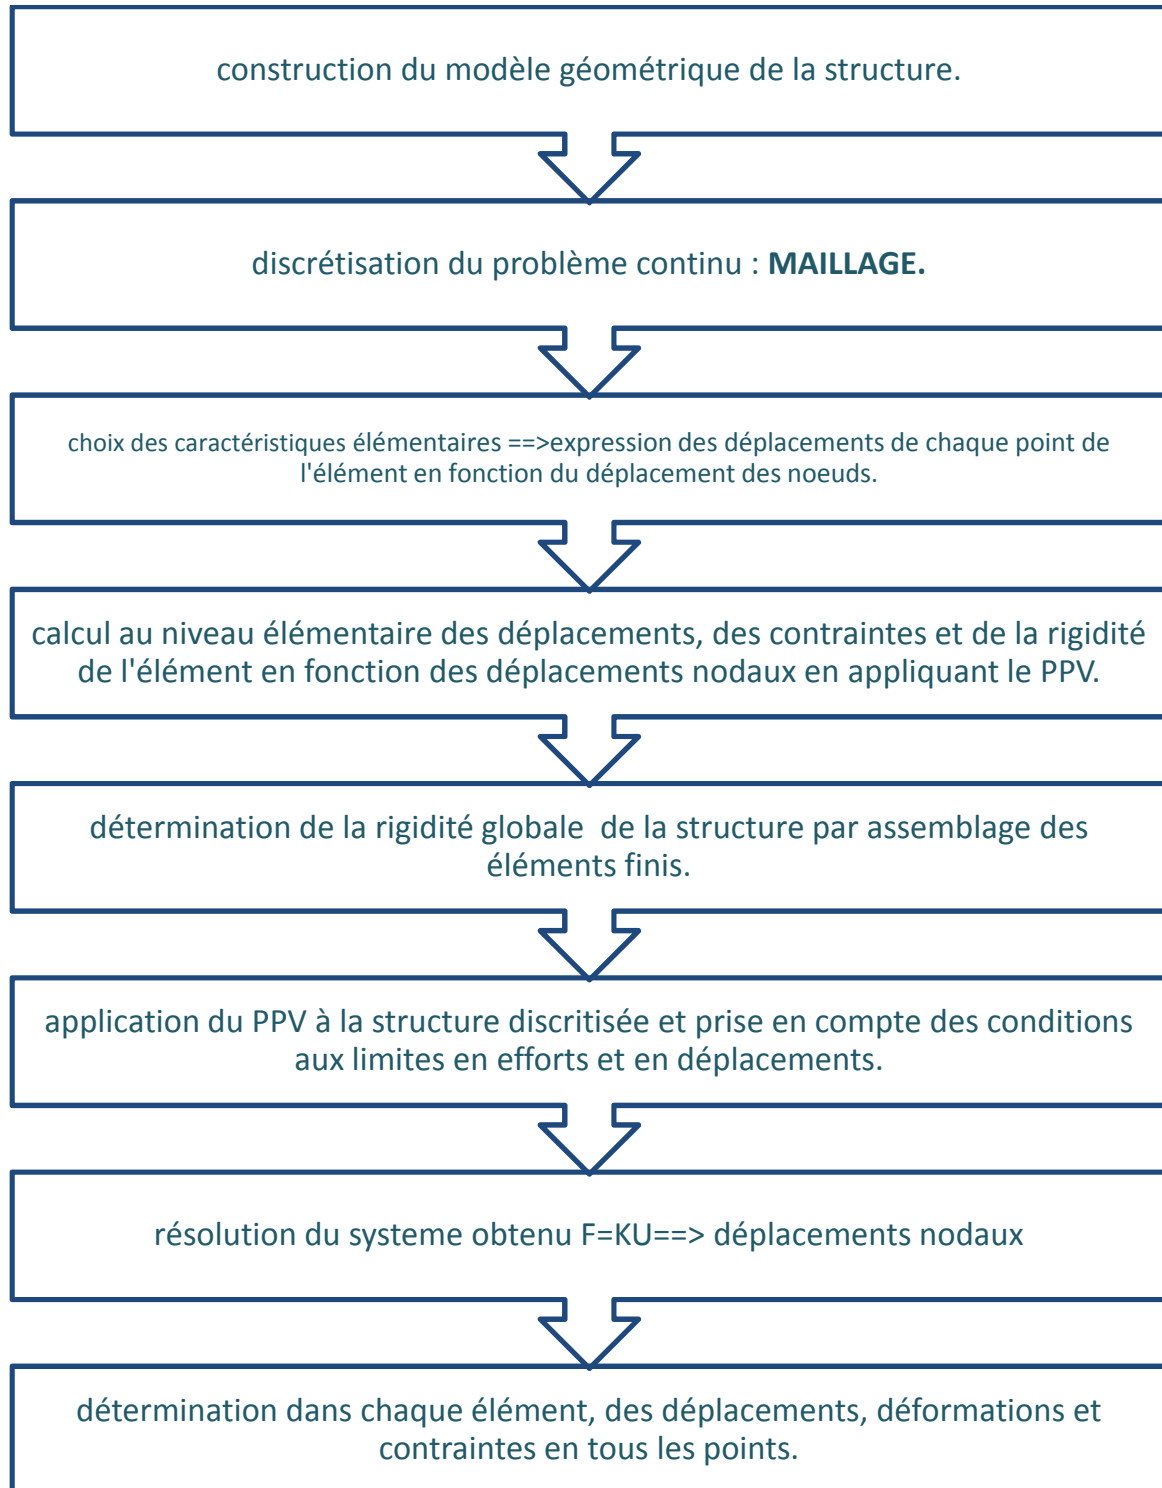 construction du modèle géométrique de la structure.
discrétisation du problème continu : MAILLAGE.
choix des caractéristiques élémentaires ==>expression des déplacements de chaque point de
l'élément en fonction du déplacement des noeuds.
calcul au niveau élémentaire des déplacements, des contraintes et de la rigidité
de l'élément en fonction des déplacements nodaux en appliquant le PPV.
détermination de la rigidité globale  de la structure par assemblage des
éléments finis.
application du PPV à la structure discritisée et prise en compte des conditions
aux limites en efforts et en déplacements.
résolution du systeme obtenu F=KU==> déplacements nodaux
détermination dans chaque élément, des déplacements, déformations et
contraintes en tous les points.